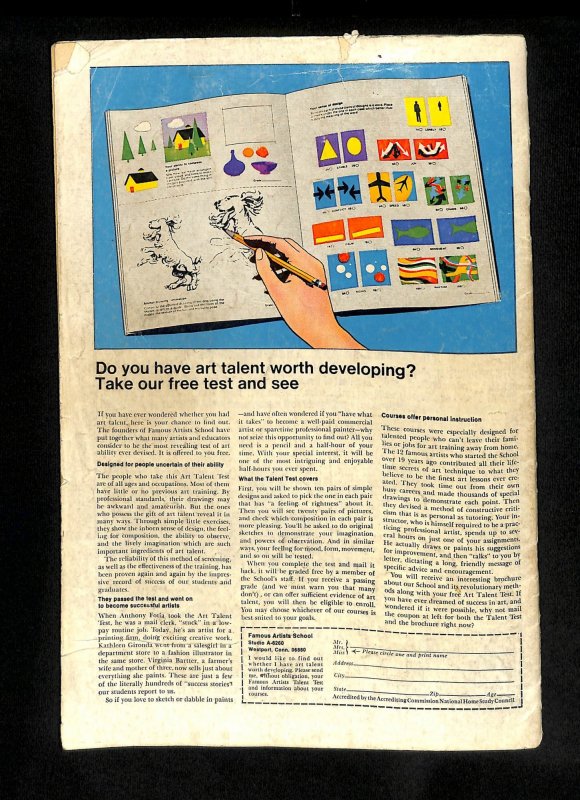 Your sense of design
LONELY
STABLE
JOY
CONFLICT
SPEED
CALM
MOVEMENT
Do you have art talent worth developing?
Take our free test and see
If you have ever wondered whether you had
art talent, here is your chance to find out.
The founders of Famous Artists School have
put together what many artists and educators
consider to be the most revealing test of art
ability ever devised. It is offered free.
Designed for people uncertain of their ability
The people who take this Art Talent Test
are of all ages and occupations. Most of them
have little or no previous art training. By
professional standards, their drawings may
be awkward and amateurish. But the ones
who possess the gift of art talent reveal it in
many ways. Through simple little exercises,
they show the inborn sense of design, the feel-
ing for composition, the ability to observe,
and the lively imagination which are such
important ingredients of art talent.
The reliability of this method of screening,
as well as the effectiveness of the training, has
been proven again and again by the impres-
sive record of success of our students and
graduates.
They passed the test and went on
to become successful artists
When Anthony Focia took the Art Talent
Test, he was a mail clerk, "stuck" in a low-
pay routine job. Today, he's an artist for a
printing firm, doing exciting creative work.
Kathleen Gironda went from a salesgirl in a
department store to a fashion illustrator in
the same store. Virginia Bartter, a farmer's
wife and mother of three, now sells just about
everything she paints. These are just a few
of the literally hundreds of "success stories"
our students report to us.
So if you love to sketch or dabble in paints
—and have often wondered if you "have what
it takes" to become a well-paid commercial
artist or sparetime professional painter—why
not seize this opportunity to find out? All you
need is a pencil and a half-hour of your
time. With your special interest, it will be
one of the most intriguing and enjoyable
half-hours you ever spent.
What the Talent Test covers
First, you will be shown ten pairs of simple
designs and asked to pick the one in each pair
that has "a feeling of rightness" about it.
Then you will see twenty pairs of pictures,
and check which composition in each pair is
more pleasing. You'll be asked to do original
sketches to demonstrate your imagination
and powers of observation. And in similar
ways, your feeling for mood, form, movement,
and so on will be tested.
When you complete the test and mail it
back, it will be graded free by a member of
the School's staff. If you receive a passing
grade (and we must warn you that many
don't), or can offer sufficient evidence of art
talent, you will then be eligible to enroll.
You may choose whichever of our courses is
best suited to your goals.
Courses offer personal instruction
These courses were especially designed for
talented people who can't leave their fami-
lies or jobs for art training away from home.
The 12 famous artists who started the School
over 19 years ago contributed all their life-
time secrets of art technique to what they
believe to be the finest art lessons ever cre-
ated. They took time out from their own
busy careers and made thousands of special
drawings to demonstrate each point. Then
they devised a method of constructive criti-
cism that is as personal as tutoring. Your in-
structor, who is himself required to be a prac-
ticing professional artist, spends up to sev-
eral hours on just one of your assignments.
He actually draws or paints his suggestions
for improvement, and then "talks" to you by
letter, dictating a long, friendly message of
specific advice and encouragement.
You will receive an interesting brochure
about our School and its revolutionary meth-
ods along with your free Art Talent Test. If
you have ever dreamed of success in art, and
wondered if it were possible, why not mail
the coupon at left for both the Talent Test
and the brochure right now?
Famous Artists School
Studio A-6260
Westport, Conn. 06880
I would like to find out
whether I have art talent
worth developing. Please send
me, without obligation, your
Famous Artists Talent Test
and information about your
courses.
Mr.
Mrs.
Miss
Please circle one and print name
Address
City
State Zip Age
Accredited by the Accrediting Commission National Home Study Council